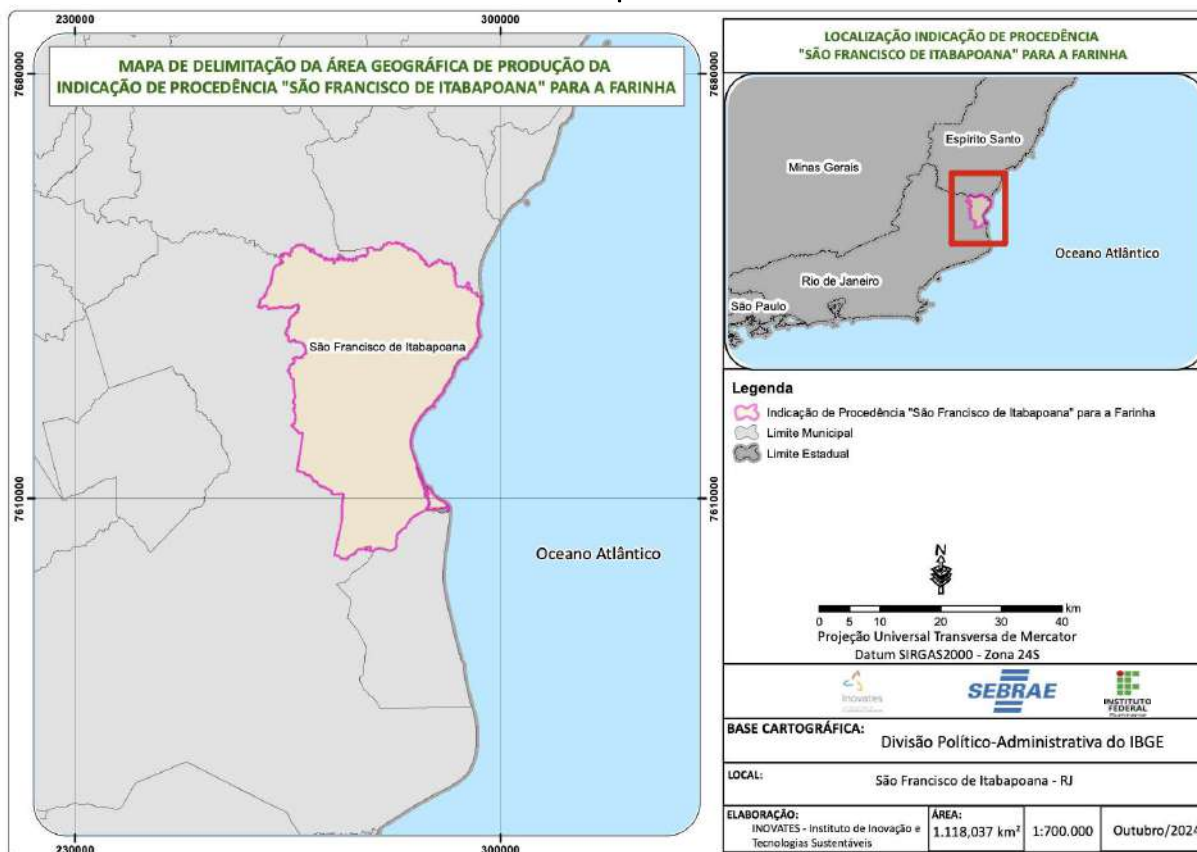 230000
300000
7680000
7680000
MAPA DE DELIMITAÇÃO DA ÁREA GEOGRÁFICA DE PRODUÇÃO DA
INDICAÇÃO DE PROCEDÊNCIA "SÃO FRANCISCO DE ITABAPOANA" PARA A FARINHA
São Francisco de Itabapoana
Oceano Atlântico
7610000
7610000
230000
300000
LOCALIZAÇÃO INDICAÇÃO DE PROCEDÊNCIA
"SÃO FRANCISCO DE ITABAPOANA" PARA A FARINHA
Espírito Santo
Minas Gerais
Oceano Atlântico
Rio de Janeiro
São Paulo
Legenda
Indicação de Procedência "São Francisco de Itabapoana" para a Farinha
Limite Municipal
Limite Estadual
N
km
0 5 10 20 30 40
Projeção Universal Transversa de Mercator
Datum SIRGAS2000 - Zona 24S
Inovates
SEBRAE
INSTITUTO
FEDERAL
BASE CARTOGRÁFICA:
Divisão Político-Administrativa do IBGE
LOCAL:
São Francisco de Itabapoana - RJ
ELABORAÇÃO:
INOVATES - Instituto de Inovação e
Tecnologias Sustentáveis
ÁREA:
1.118,037 km²
1:700.000
Outubro/2024